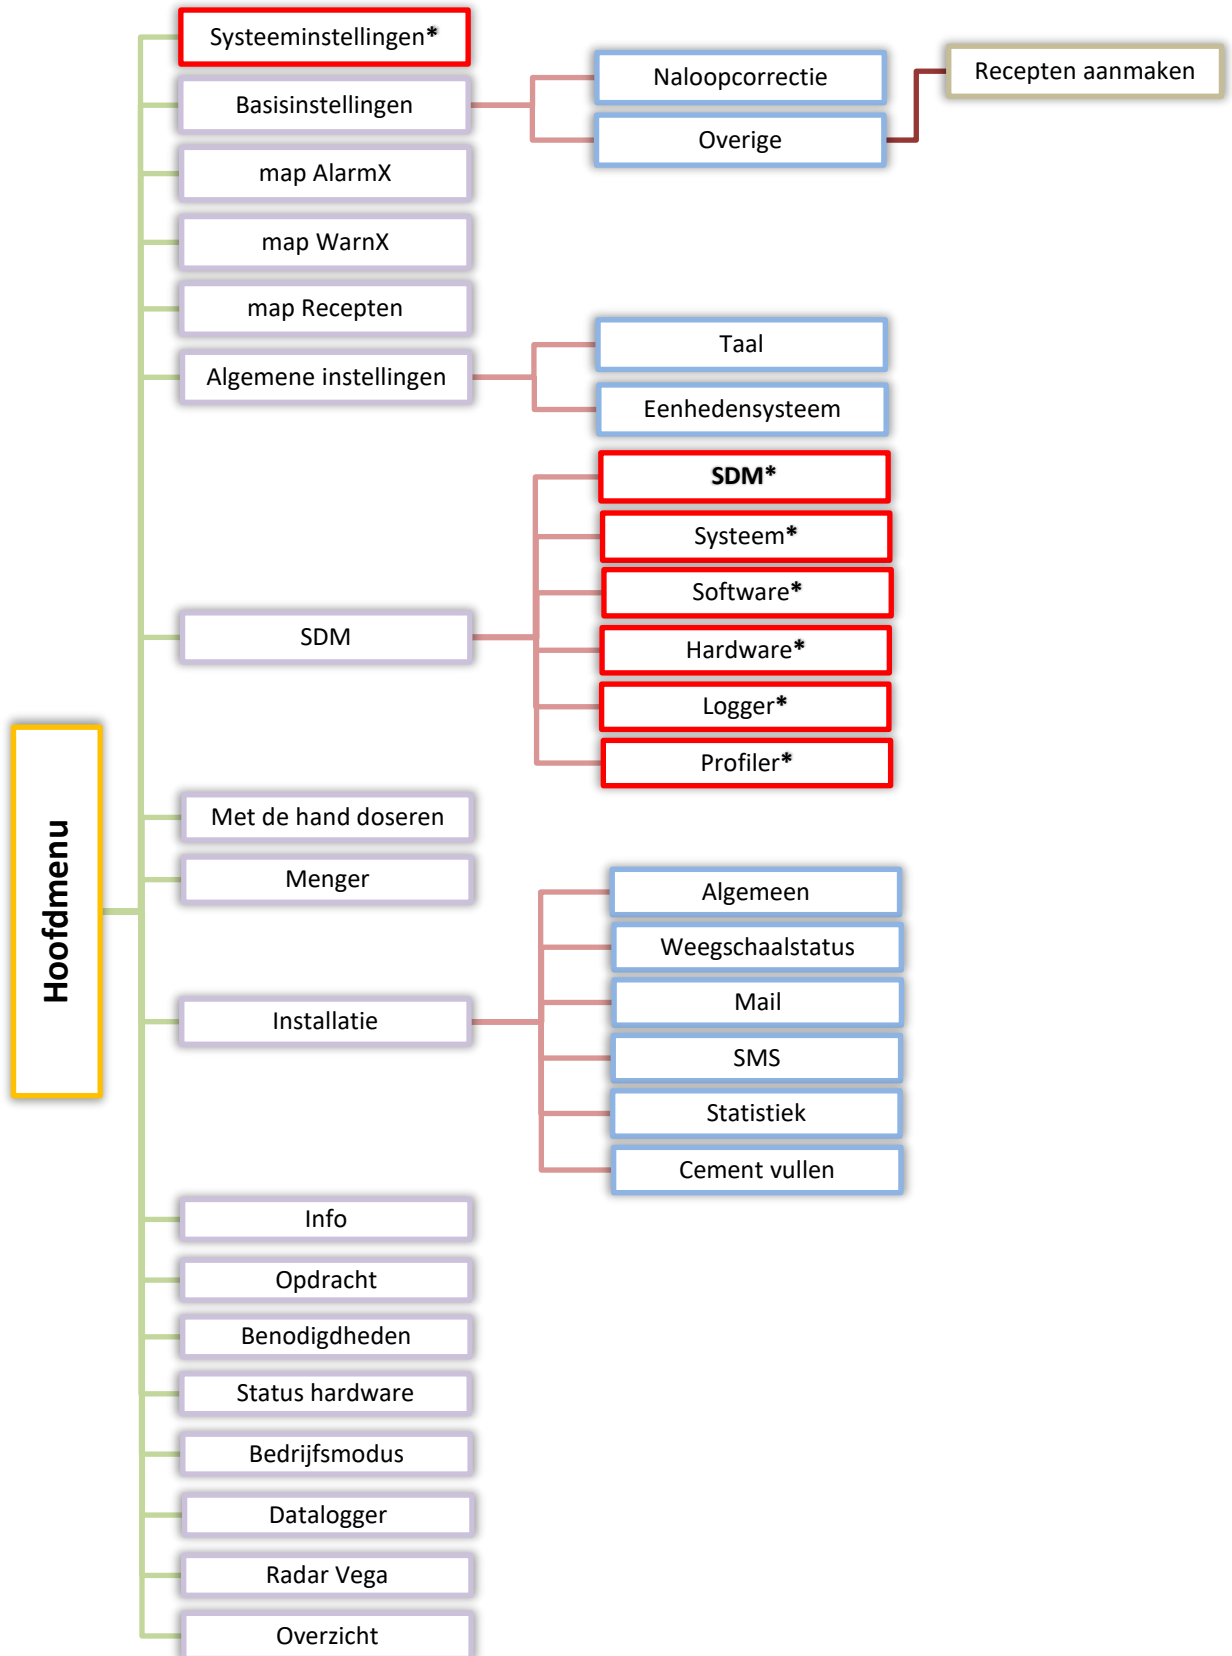 Systeeminstellingen*
Basisinstellingen
Naloopcorrectie
Recepten aanmaken
Overige
map AlarmX
map WarnX
map Recepten
Algemene instellingen
Taal
Eenhedensysteem
SDM
SDM*
Systeem*
Software*
Hardware*
Logger*
Profiler*
Hoofdmenu
Met de hand doseren
Menger
Installatie
Algemeen
Weegschaalstatus
Mail
SMS
Statistiek
Cement vullen
Info
Opdracht
Benodigdheden
Status hardware
Bedrijfsmodus
Datalogger
Radar Vega
Overzicht